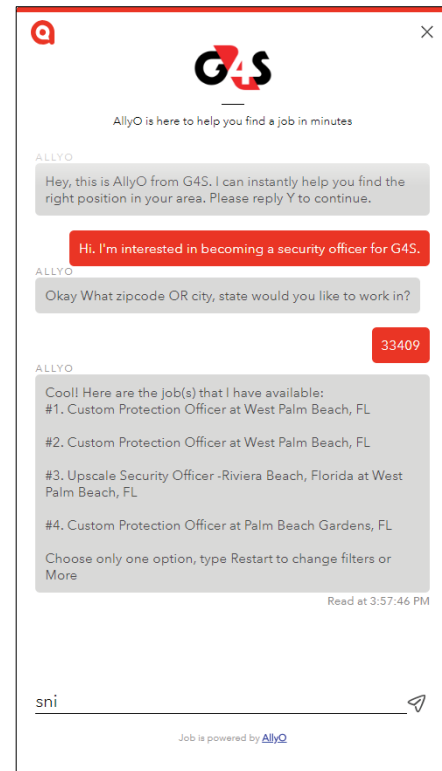 G4S
AllyO is here to help you find a job in minutes
ALLYO
Hey, this is AllyO from G4S. I can instantly help you find the
right position in your area. Please reply Y to continue.
Hi. I'm interested in becoming a security officer for G4S.
ALLYO
Okay What zipcode OR city, state would you like to work in?
33409
ALLYO
Cool! Here are the job(s) that I have available:
#1. Custom Protection Officer at West Palm Beach, FL
#2. Custom Protection Officer at West Palm Beach, FL
#3. Upscale Security Officer -Riviera Beach, Florida at West
Palm Beach, FL
#4. Custom Protection Officer at Palm Beach Gardens, FL
Choose only one option, type Restart to change filters or
More
Read at 3:57:46 PM
sni
Job is powered by AllyO